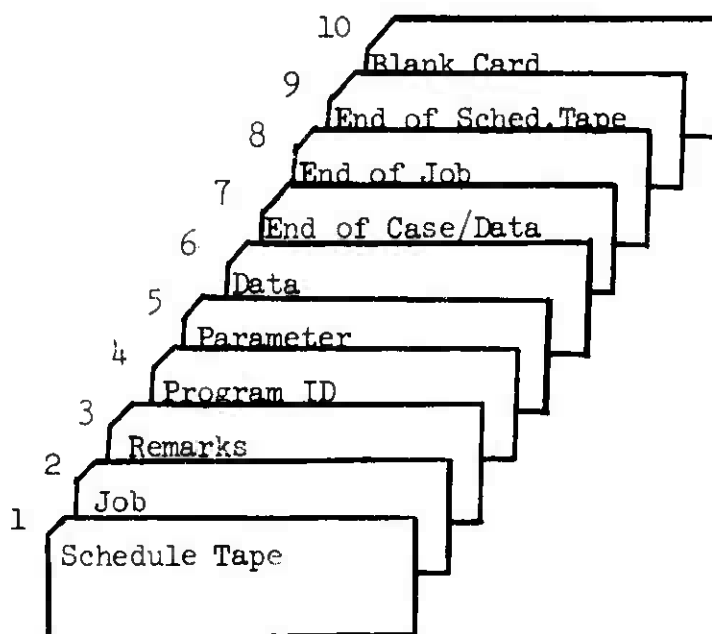 10
Blank Card
9
End of Sched.Tape
8
End of Job
7
End of Case/Data
6
Data
5
Parameter
4
Program ID
3
Remarks
2
Job
1
Schedule Tape